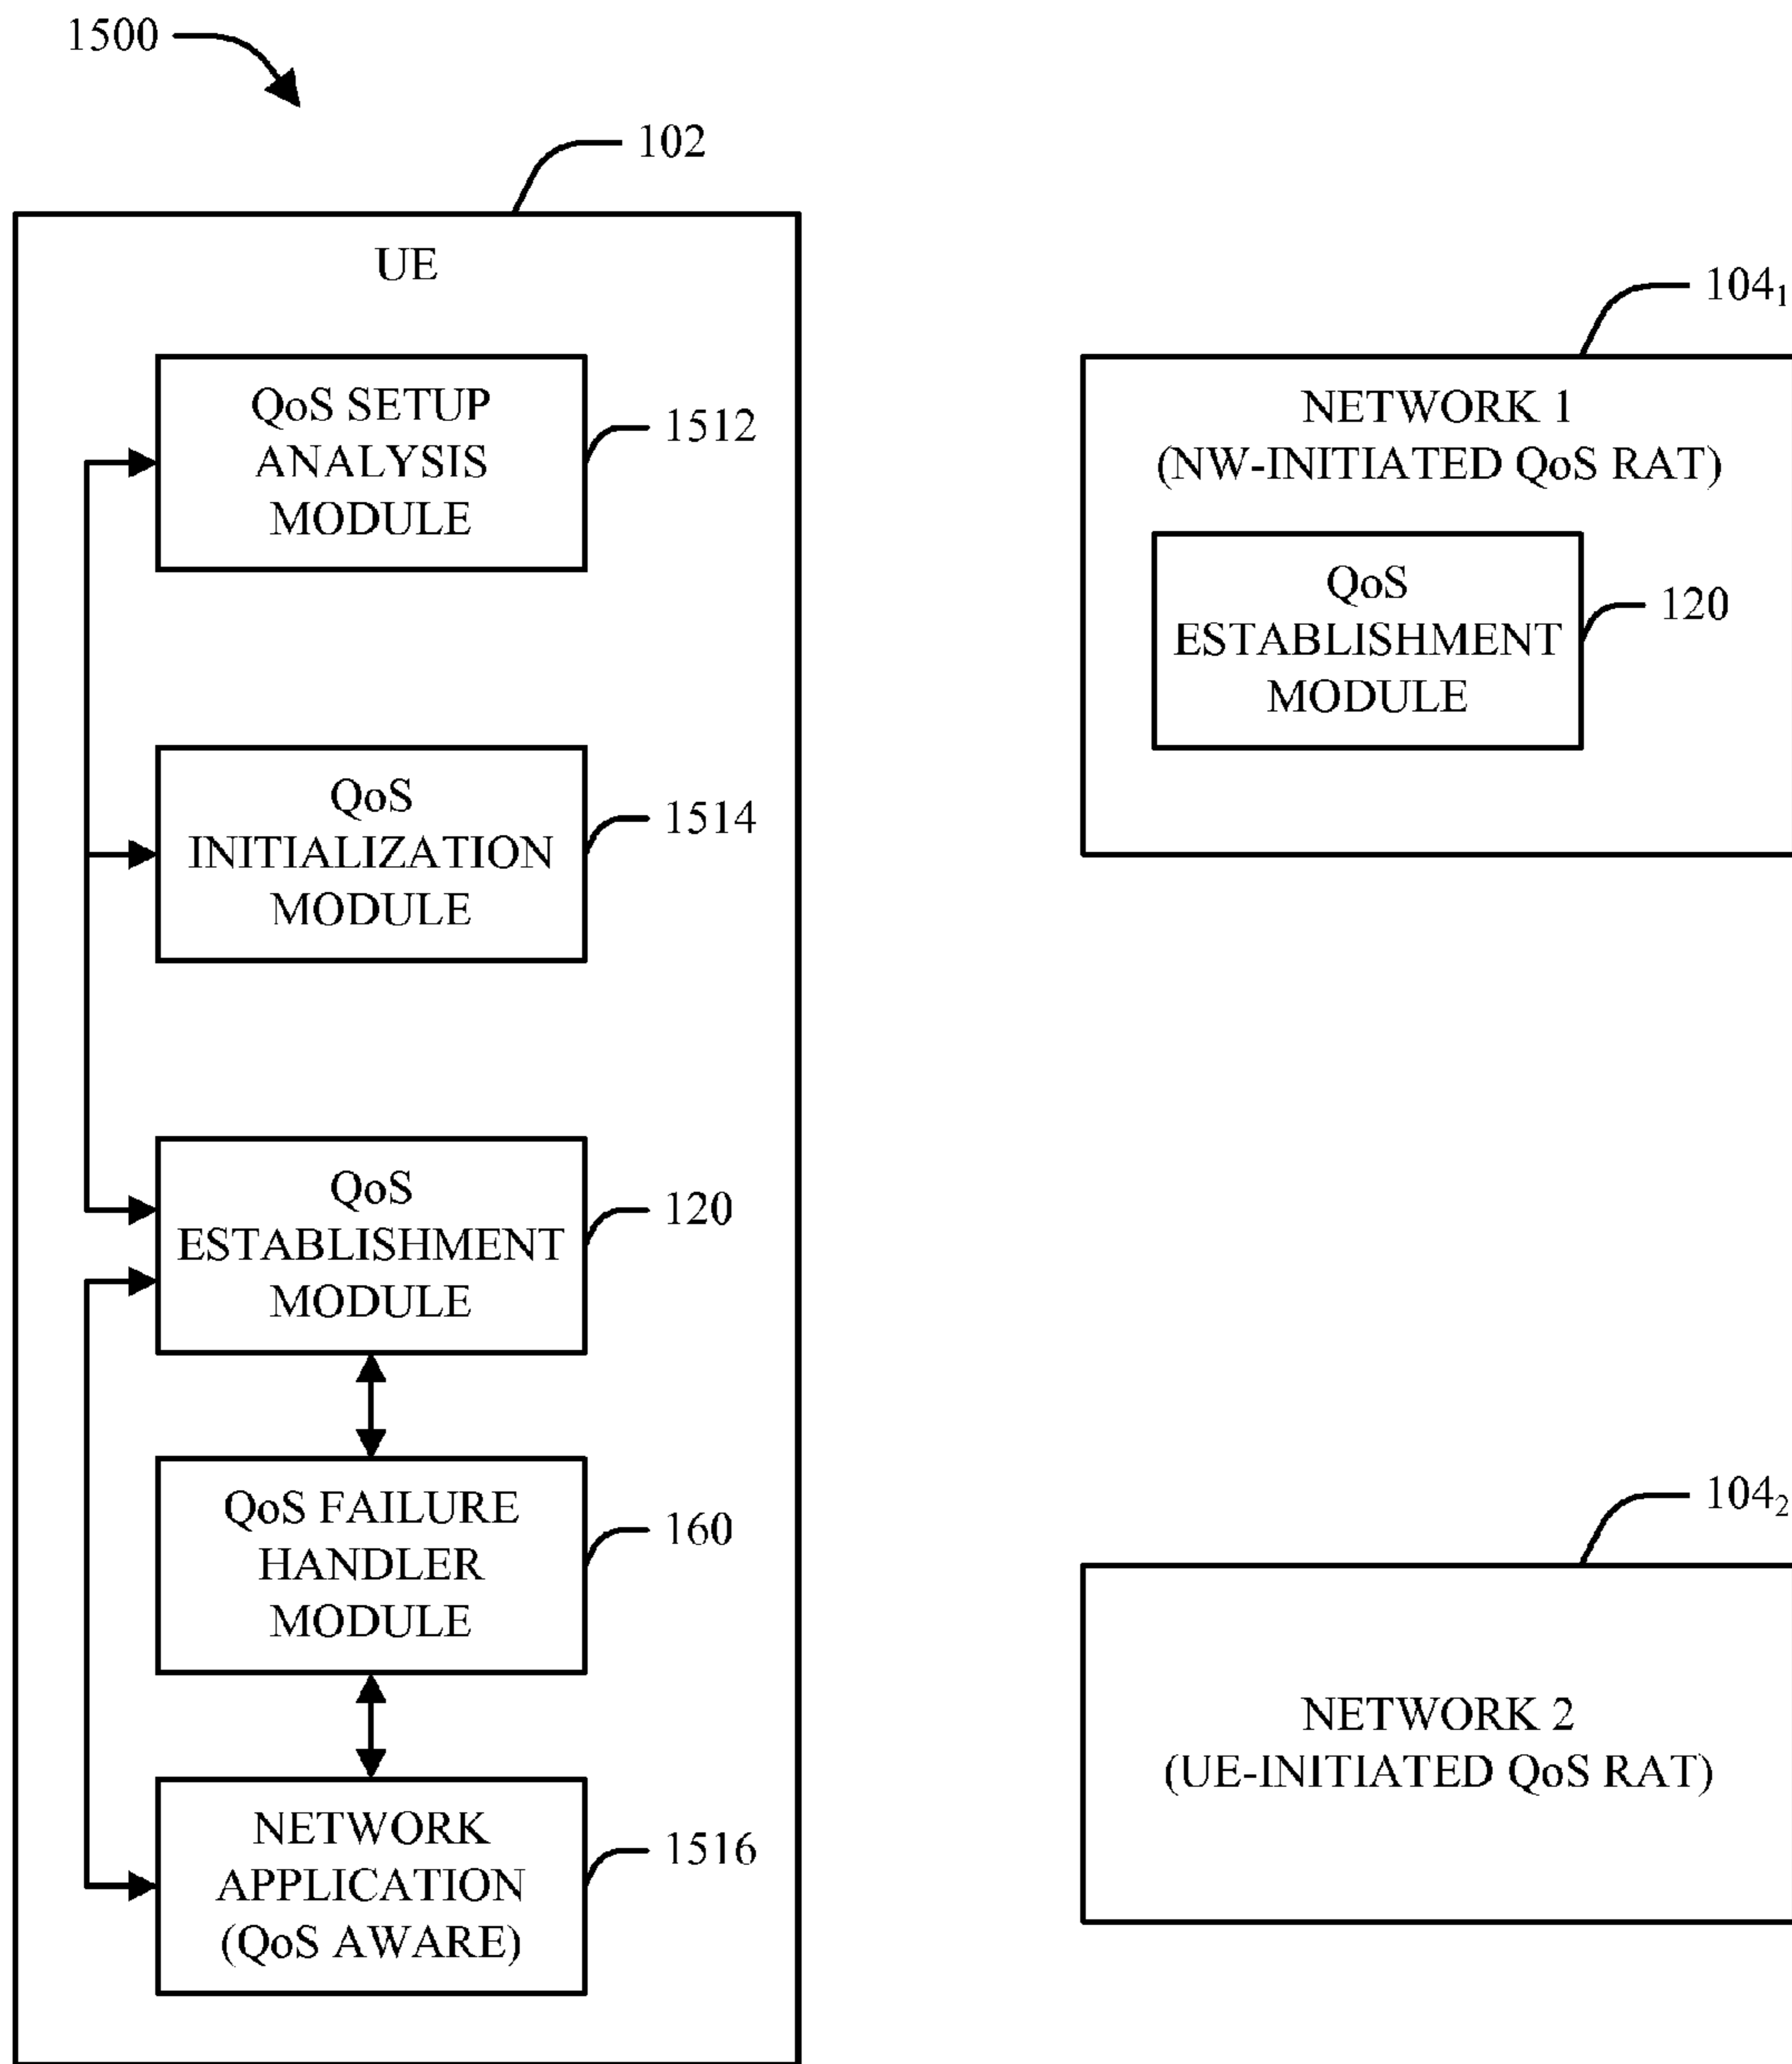 1500
102
UE
QoS SETUP
ANALYSIS
MODULE
1512
QoS
INITIALIZATION
MODULE
1514
QoS
ESTABLISHMENT
MODULE
120
QoS FAILURE
HANDLER
MODULE
160
NETWORK
APPLICATION
(QoS AWARE)
1516
104₁
NETWORK 1
(NW-INITIATED QoS RAT)
QoS
ESTABLISHMENT
MODULE
120
104₂
NETWORK 2
(UE-INITIATED QoS RAT)